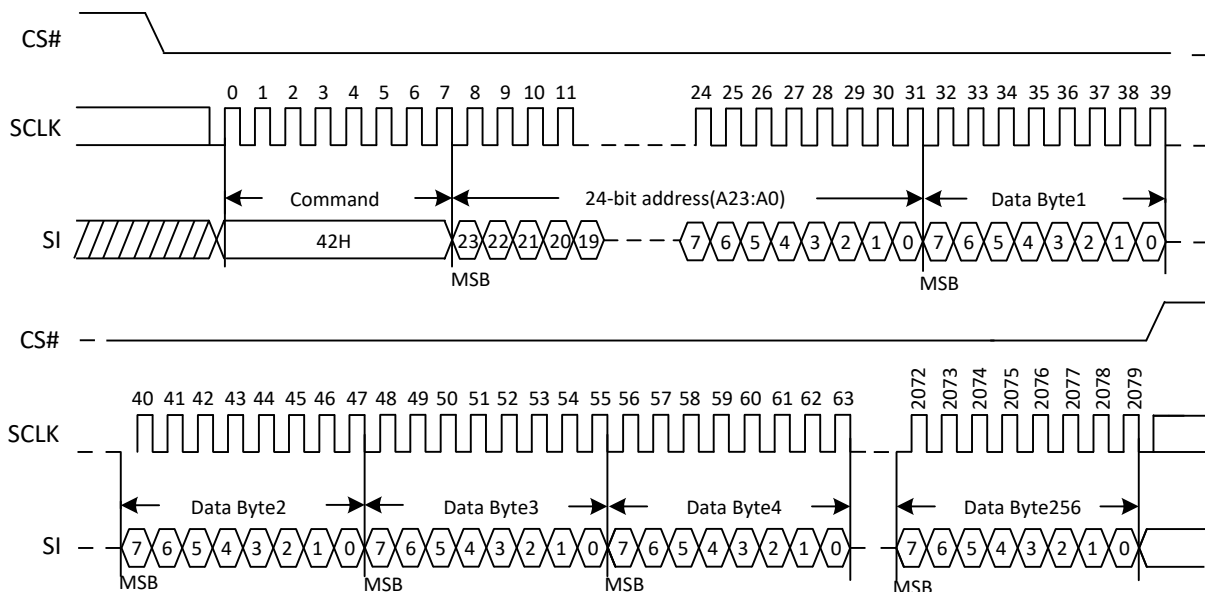 CS#
0 1 2 3 4 5 6 7 8 9 10 11 24 25 26 27 28 29 30 31 32 33 34 35 36 37 38 39
SCLK
Command 24-bit address(A23:A0) Data Byte1
SI 42H 23 22 21 20 19 7 6 5 4 3 2 1 0 7 6 5 4 3 2 1 0
MSB MSB
CS#
40 41 42 43 44 45 46 47 48 49 50 51 52 53 54 55 56 57 58 59 60 61 62 63 2072 2073 2074 2075 2076 2077 2078 2079
SCLK
Data Byte2 Data Byte3 Data Byte4 Data Byte256
SI 7 6 5 4 3 2 1 0 7 6 5 4 3 2 1 0 7 6 5 4 3 2 1 0 7 6 5 4 3 2 1 0
MSB MSB MSB MSB